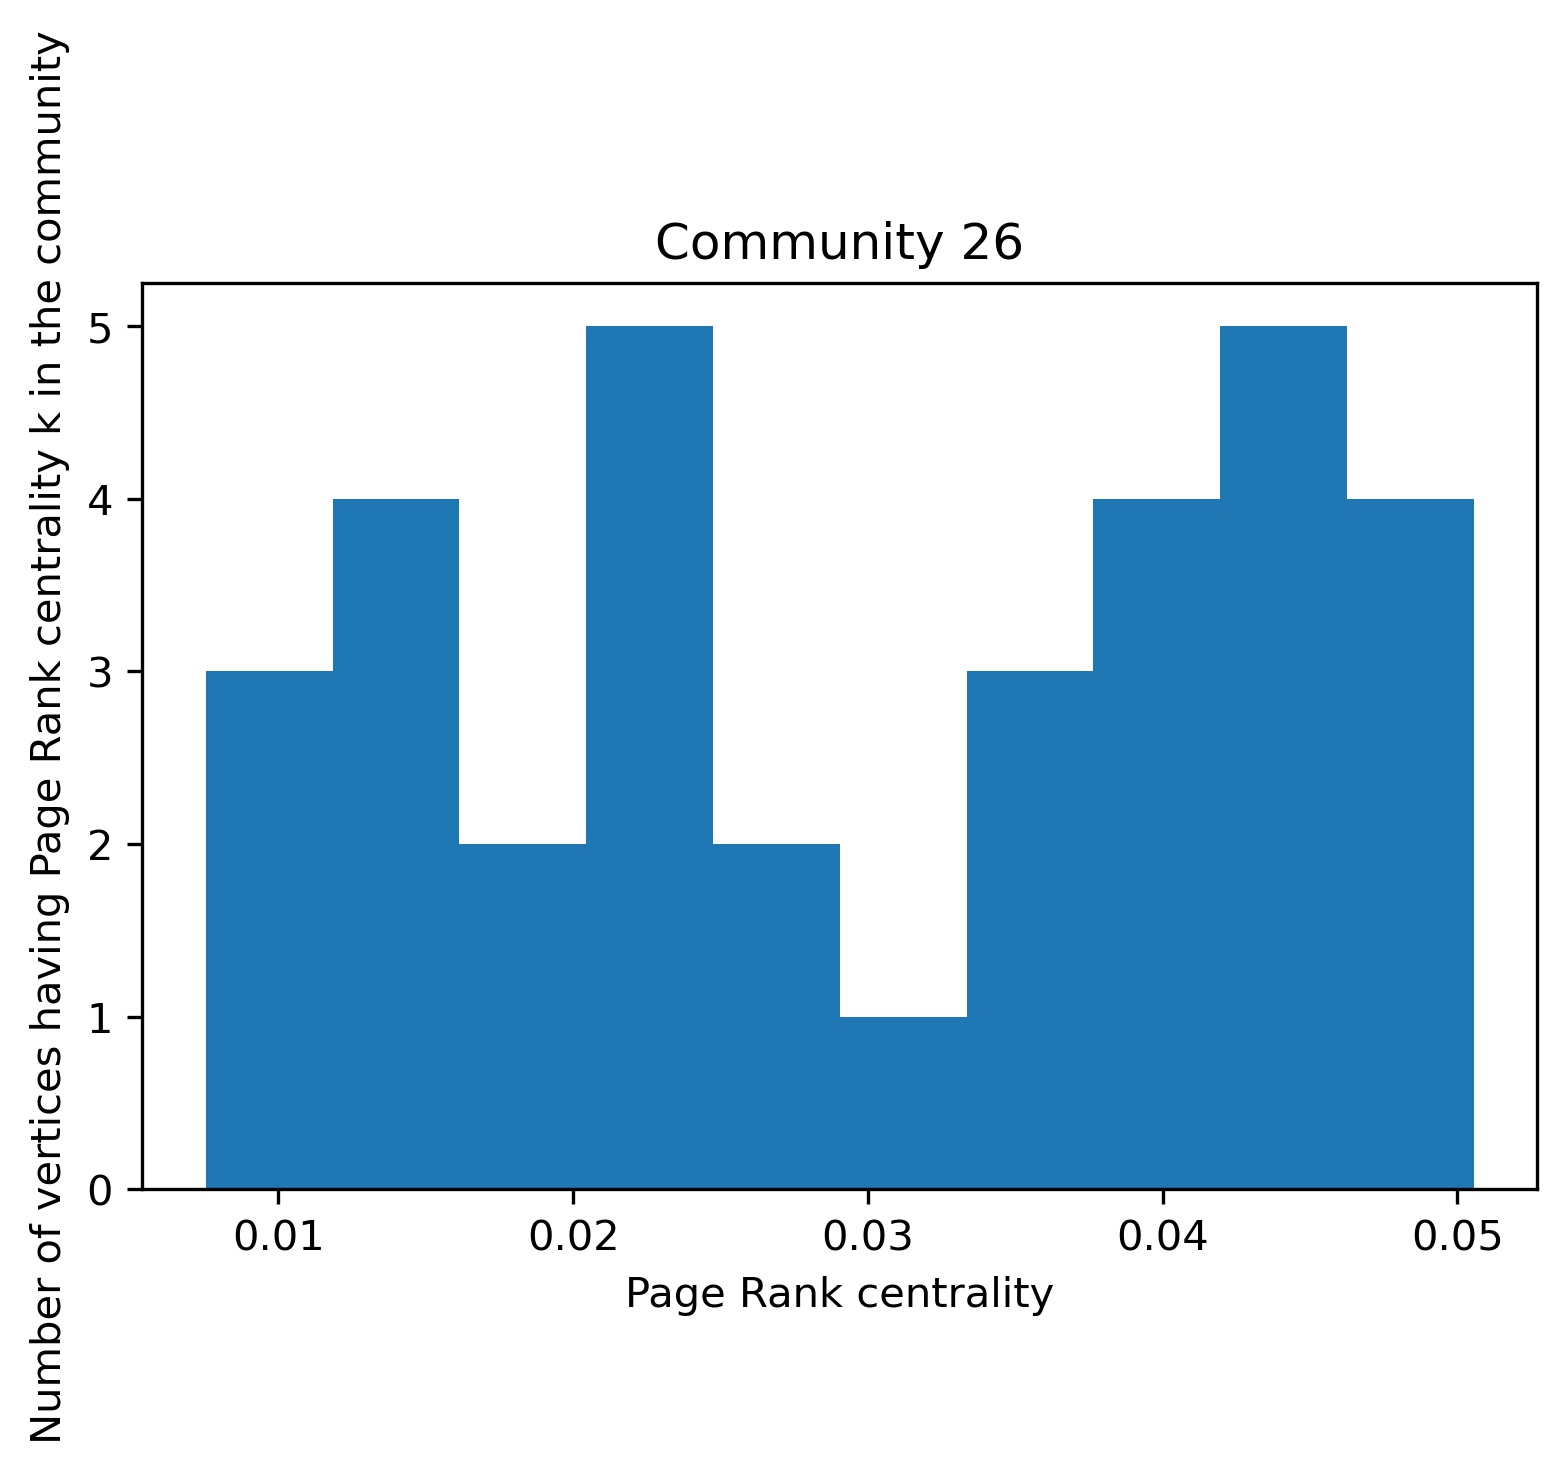 Community 26
Number of vertices having Page Rank centrality k in the community
5
4
3
2
1
0
0.01 0.02 0.03 0.04 0.05
Page Rank centrality